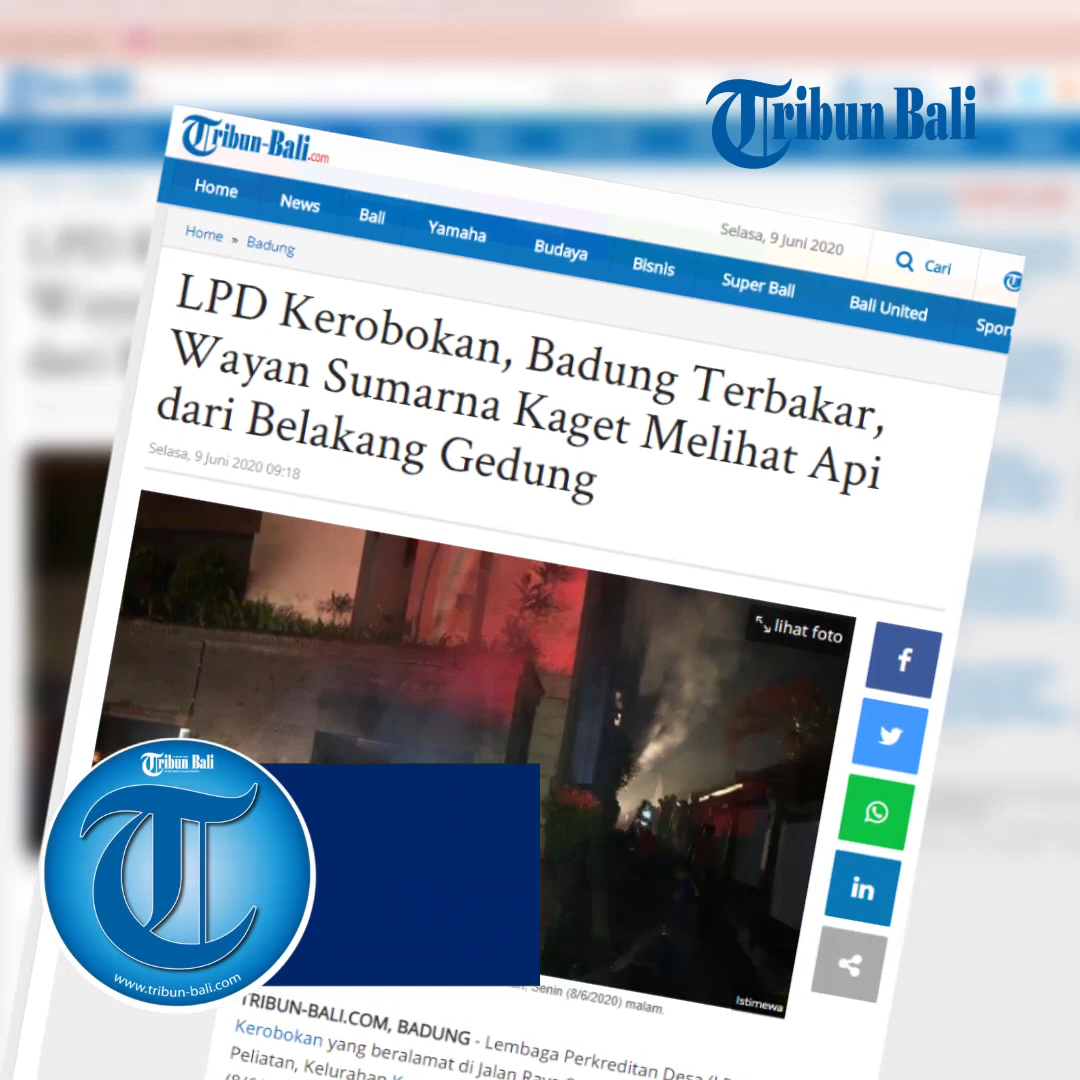 Tribun Bali
Tribun-Bali.com
Selasa, 9 Juni 2020
Cari
Home
News
Bali
Yamaha
Budaya
Bisnis
Super Ball
Bali United
Home » Badung
LPD Kerobokan, Badung Terbakar,
Wayan Sumarna Kaget Melihat Api
dari Belakang Gedung
Selasa, 9 Juni 2020 09:18
lihat foto
Istimewa
Senin (8/6/2020) malam.
Tribun Bali
www.tribun-bali.com
TRIBUN-BALI.COM, BADUNG - Lembaga Perkreditan Desa
Kerobokan yang beralamat di Jalan Raya
Peliatan, Kelurahan